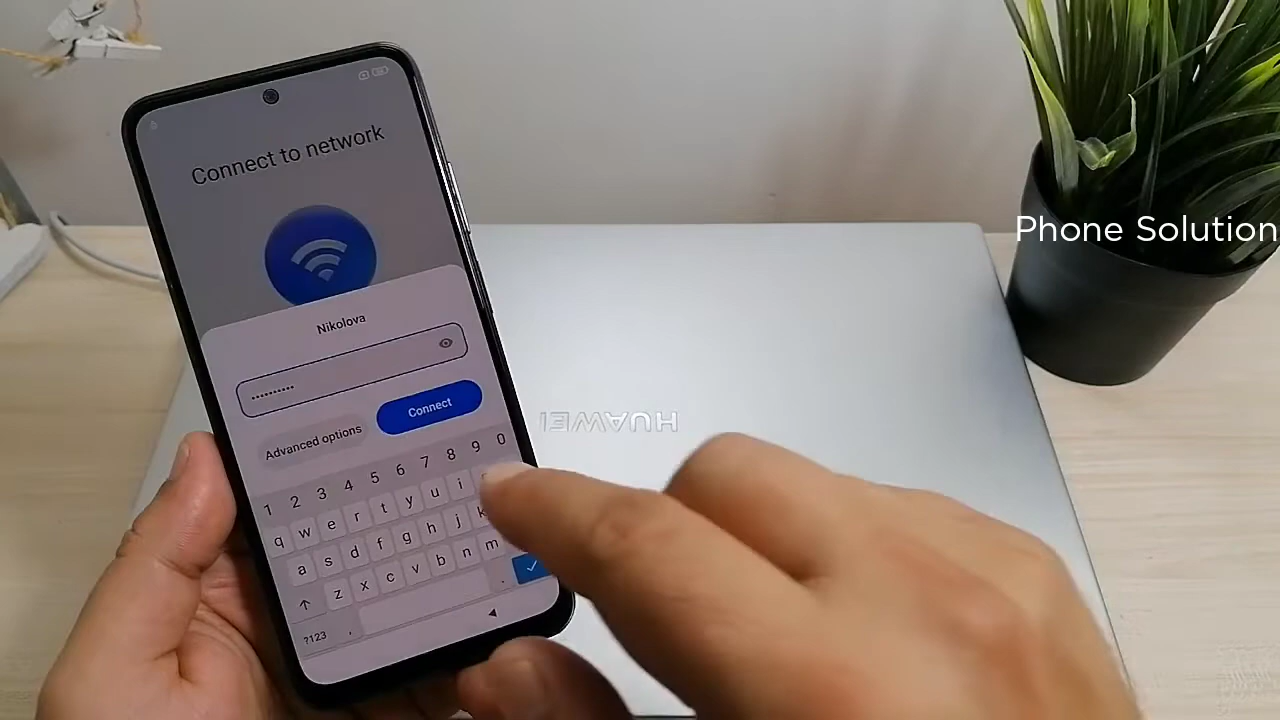 Connect to network
Nikolova
Advanced options
Connect
1 2 3 4 5 6 7 8 9 0
q w e r t y u i
a s d f g h j k
z x c v b n m
?123 , .
HUAWEI
Phone Solution